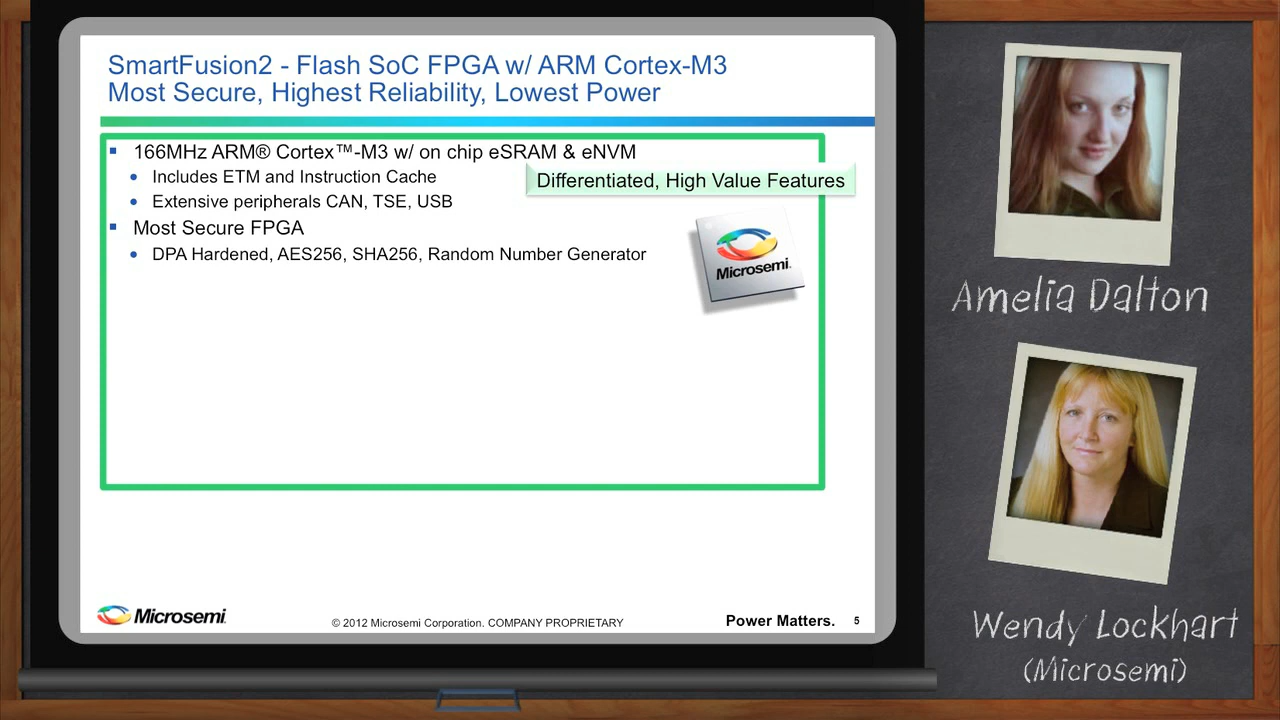 SmartFusion2 - Flash SoC FPGA w/ ARM Cortex-M3
Most Secure, Highest Reliability, Lowest Power
166MHz ARM® Cortex™-M3 w/ on chip eSRAM & eNVM
Includes ETM and Instruction Cache
Differentiated, High Value Features
Extensive peripherals CAN, TSE, USB
Most Secure FPGA
DPA Hardened, AES256, SHA256, Random Number Generator
Microsemi.
Microsemi.
© 2012 Microsemi Corporation. COMPANY PROPRIETARY
Power Matters.
5
Amelia Dalton
Wendy Lockhart
(Microsemi)